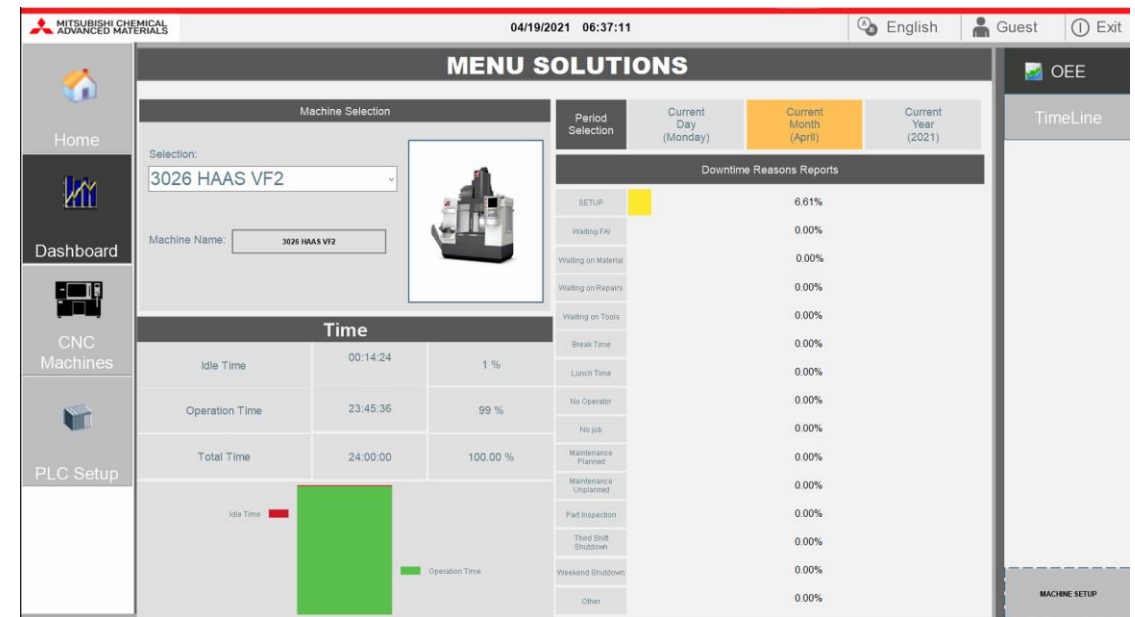 MITSUBISHI CHEMICAL
ADVANCED MATERIALS
04/19/2021 06:37:11
English
Guest
Exit
Home
Dashboard
CNC
Machines
PLC Setup
MENU SOLUTIONS
Machine Selection
Selection:
3026 HAAS VF2
Machine Name:
3026 HAAS VF2
Time
Idle Time 00:14:24 1 %
Operation Time 23:45:36 99 %
Total Time 24:00:00 100.00 %
Idle Time
Operation Time
Period
Selection
Current
Day
(Monday)
Current
Month
(April)
Current
Year
(2021)
Downtime Reasons Reports
SETUP 6.61%
Waiting FAI 0.00%
Waiting on Material 0.00%
Waiting on Repairs 0.00%
Waiting on Tools 0.00%
Break Time 0.00%
Lunch Time 0.00%
No Operator 0.00%
No job 0.00%
Maintenance
Planned
0.00%
Maintenance
Unplanned
0.00%
Part Inspection 0.00%
Third Shift
Shutdown
0.00%
Weekend Shutdown 0.00%
Other 0.00%
OEE
TimeLine
MACHINE SETUP